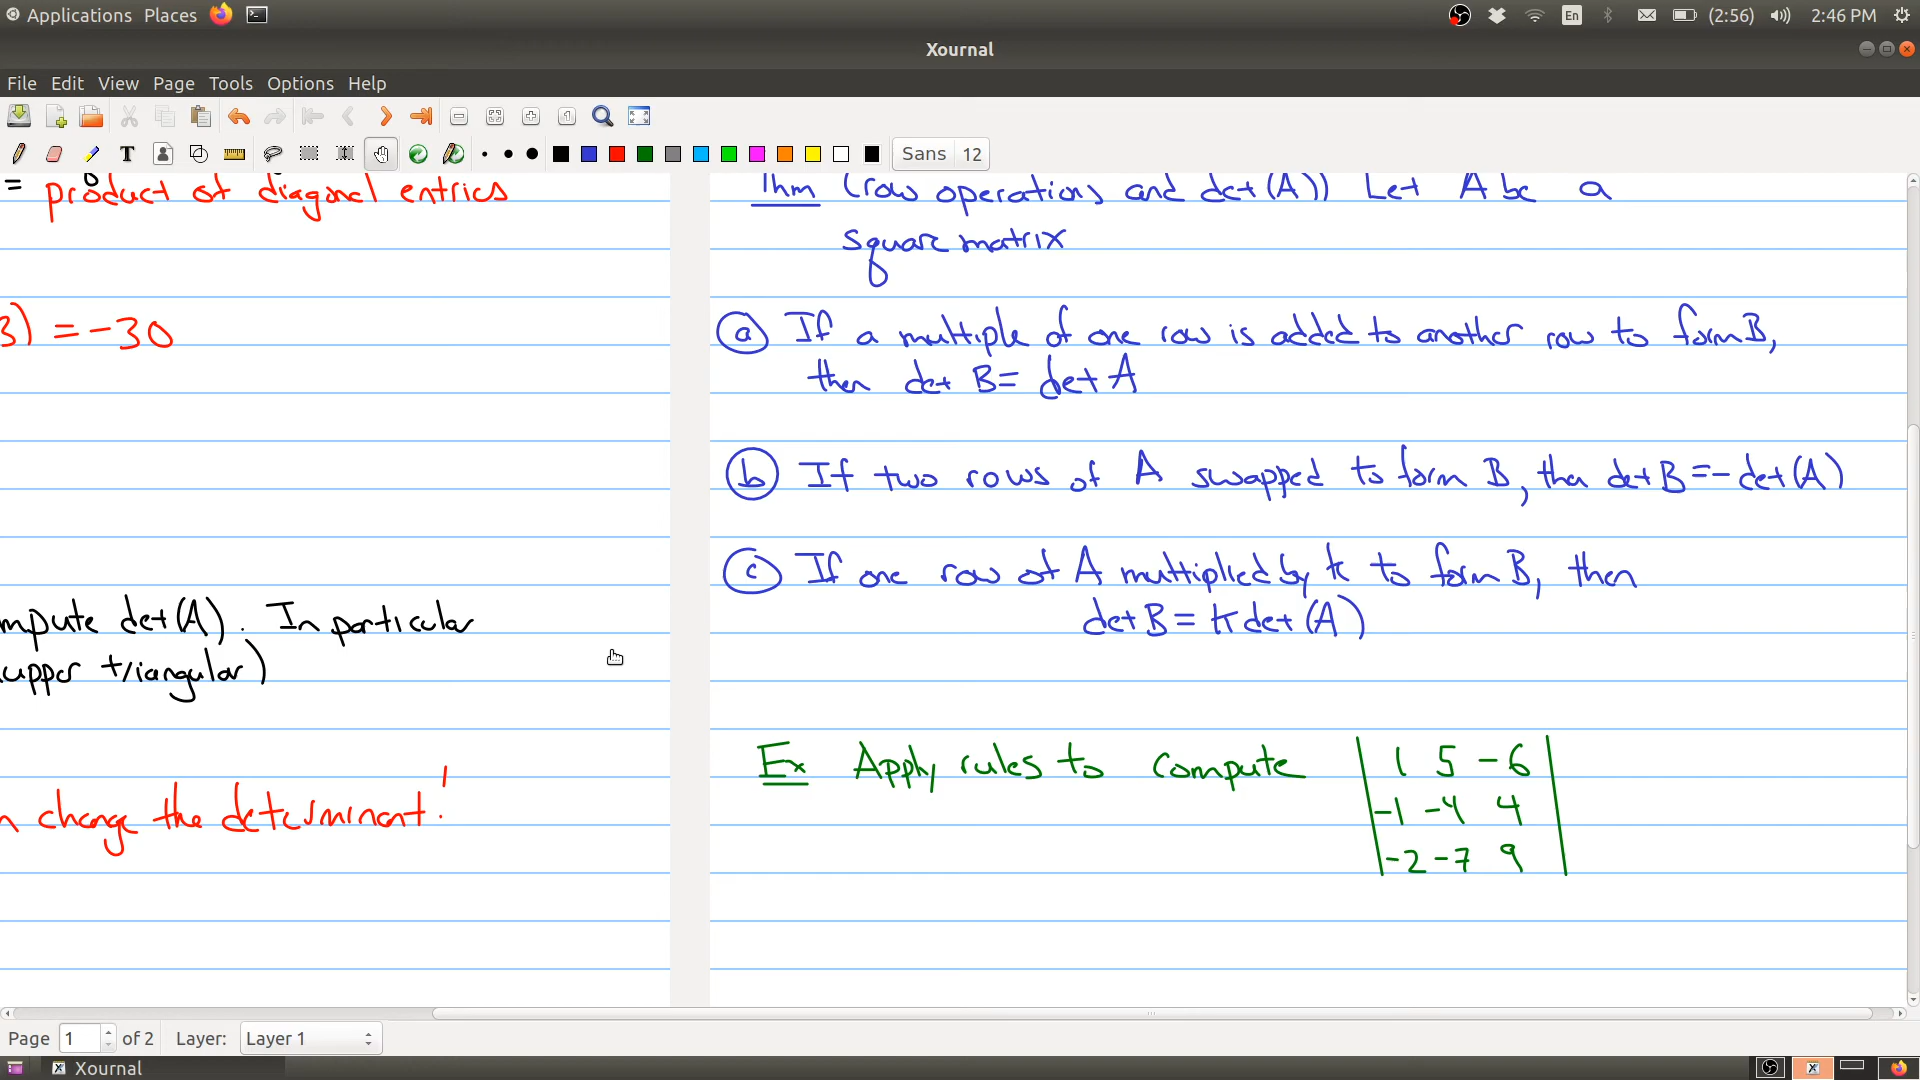 Applications Places En (2:56) 2:46 PM
Xournal
File Edit View Page Tools Options Help
T Sans 12
= product of diagonal entries
3) = -30
mpute det(A). In particular
upper triangular)
n change the determinant!
Thm (row operations and det(A)) Let A be a
square matrix
(a) If a multiple of one row is added to another row to form B,
then det B = det A
(b) If two rows of A swapped to form B, then det B = - det(A)
(c) If one row of A multiplied by k to form B, then
det B = k det(A)
Ex Apply rules to compute | 1 5 -6 |
| -1 -4 4 |
| -2 -7 9 |
Page 1 of 2 Layer: Layer 1
Xournal